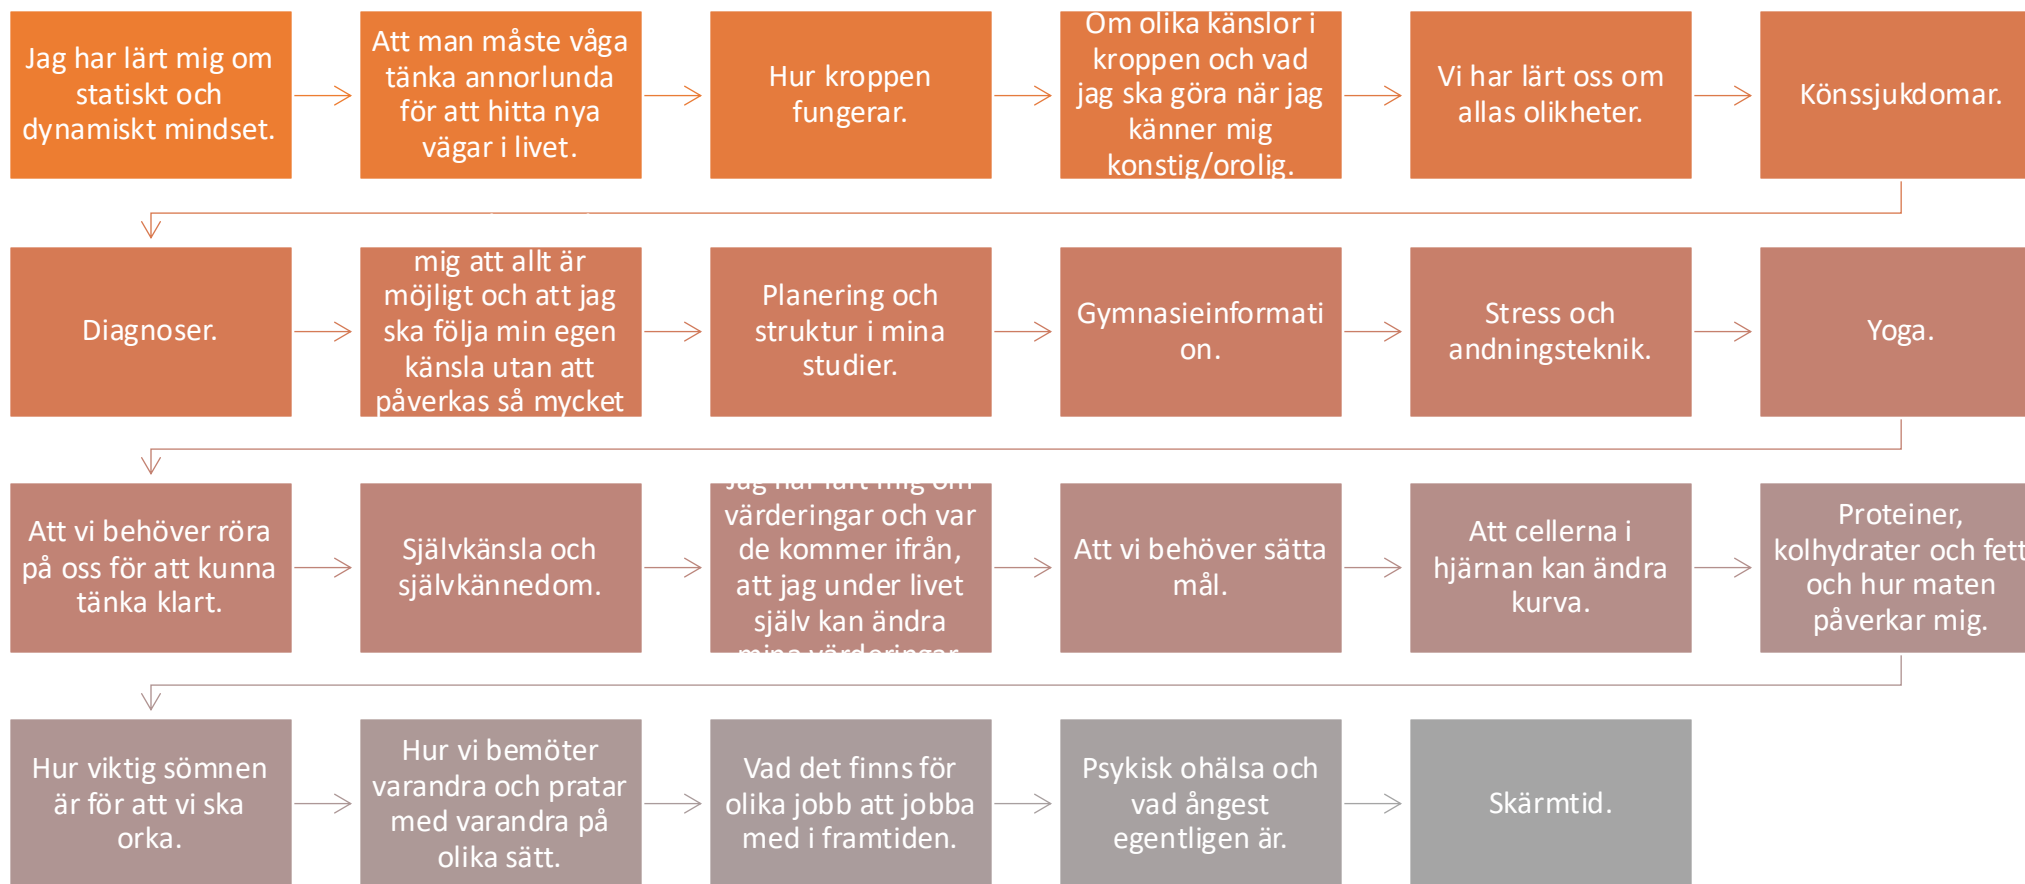 Jag har lärt mig om
statiskt och
dynamiskt mindset.
Att man måste våga
tänka annorlunda
för att hitta nya
vägar i livet.
Hur kroppen
fungerar.
Om olika känslor i
kroppen och vad
jag ska göra när jag
känner mig
konstig/orolig.
Vi har lärt oss om
allas olikheter.
Könssjukdomar.
Diagnoser.
mig att allt är
möjligt och att jag
ska följa min egen
känsla utan att
påverkas så mycket
Planering och
struktur i mina
studier.
Gymnasieinformati
on.
Stress och
andningsteknik.
Yoga.
Att vi behöver röra
på oss för att kunna
tänka klart.
Självkänsla och
självkännedom.
Jag har lärt mig om
värderingar och var
de kommer ifrån,
att jag under livet
själv kan ändra
mina värderingar
Att vi behöver sätta
mål.
Att cellerna i
hjärnan kan ändra
kurva.
Proteiner,
kolhydrater och fett
och hur maten
påverkar mig.
Hur viktig sömnen
är för att vi ska
orka.
Hur vi bemöter
varandra och pratar
med varandra på
olika sätt.
Vad det finns för
olika jobb att jobba
med i framtiden.
Psykisk ohälsa och
vad ångest
egentligen är.
Skärmtid.